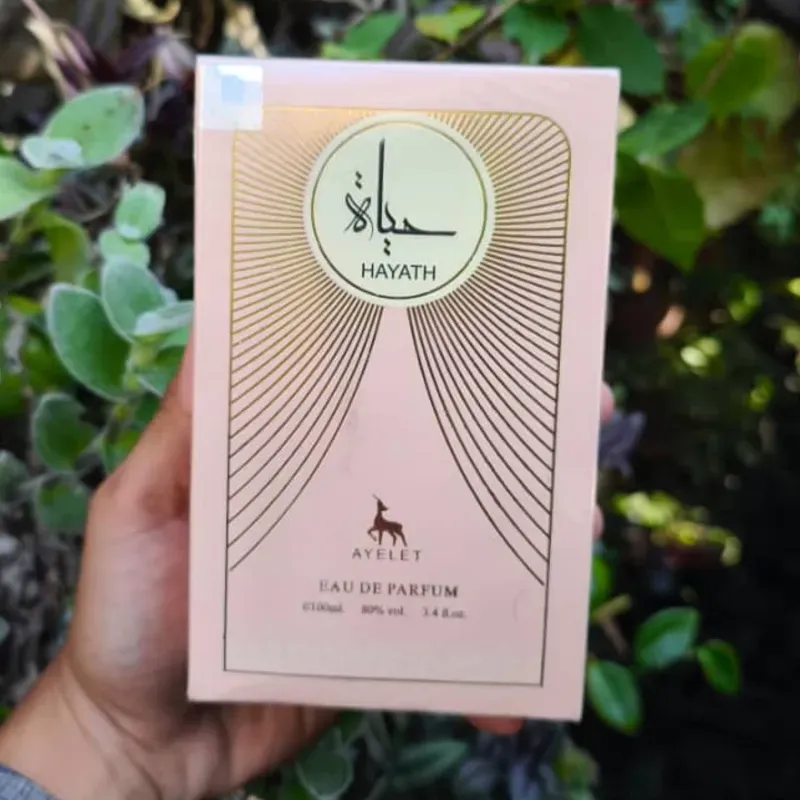 حياة
HAYATH
AYELET
EAU DE PARFUM
℮100ml. 80% vol. 3.4 fl.oz.